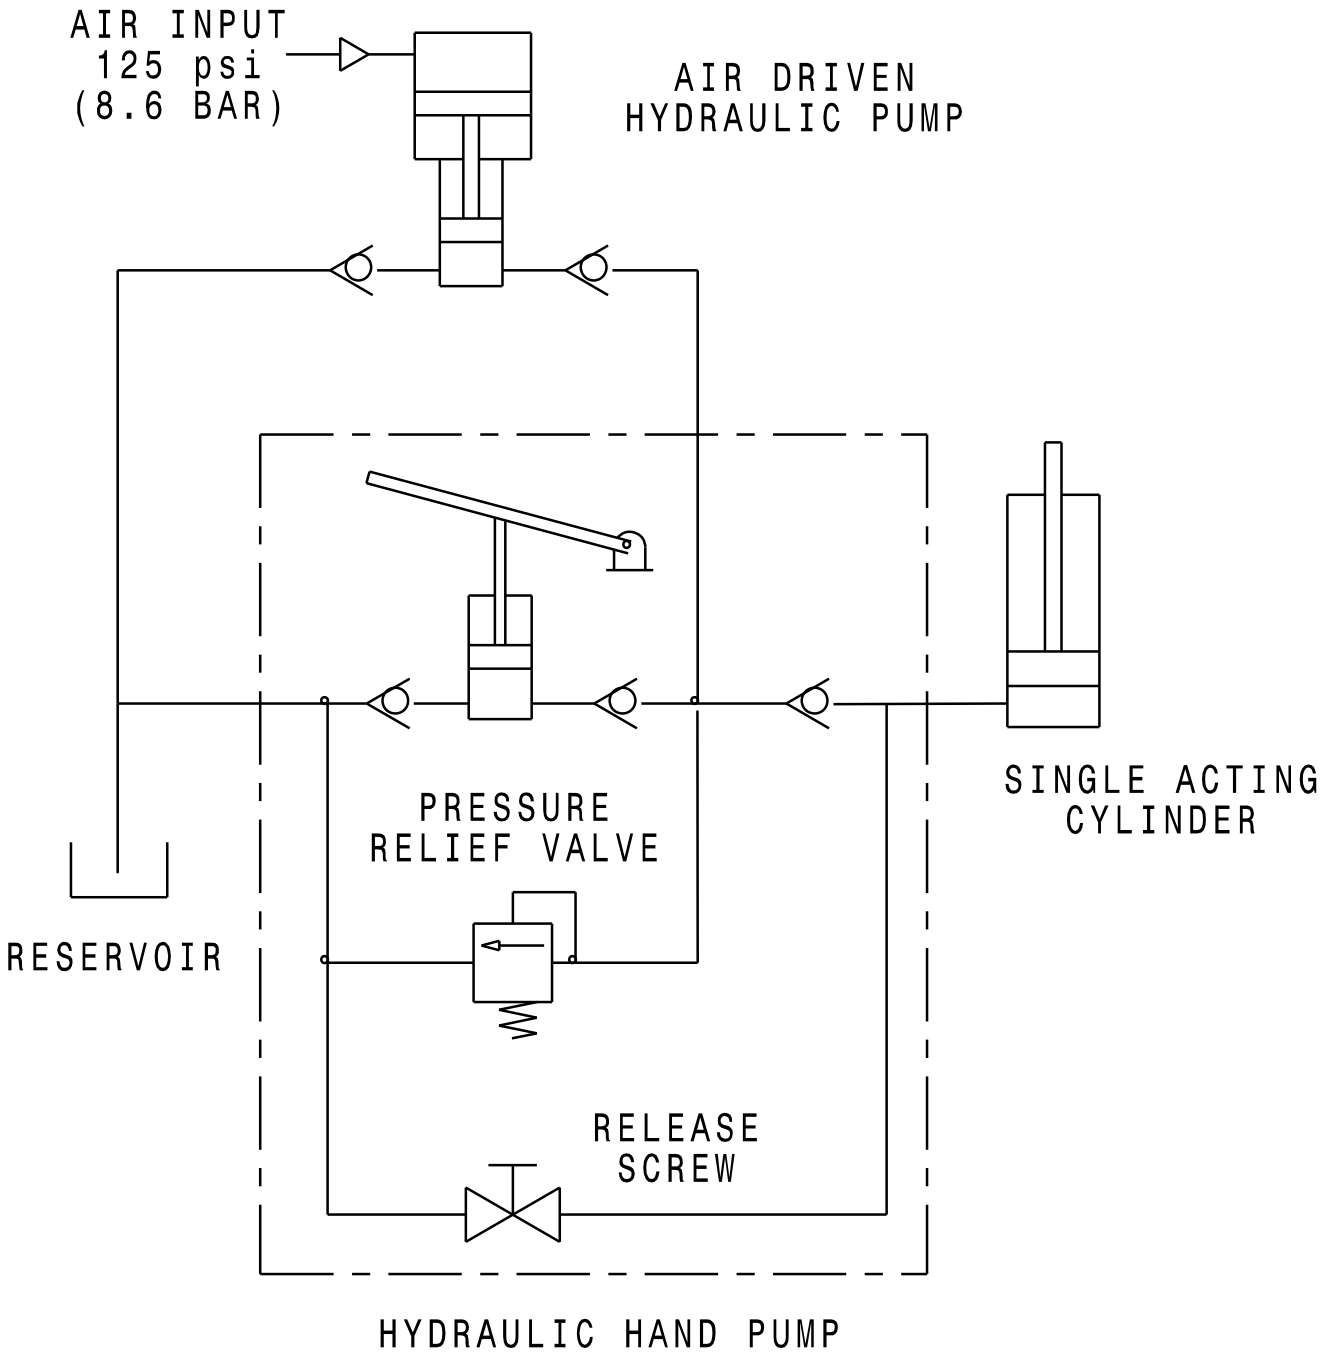 AIR INPUT
125 psi
(8.6 BAR)
AIR DRIVEN
HYDRAULIC PUMP
SINGLE ACTING
CYLINDER
PRESSURE
RELIEF VALVE
RESERVOIR
RELEASE
SCREW
HYDRAULIC HAND PUMP